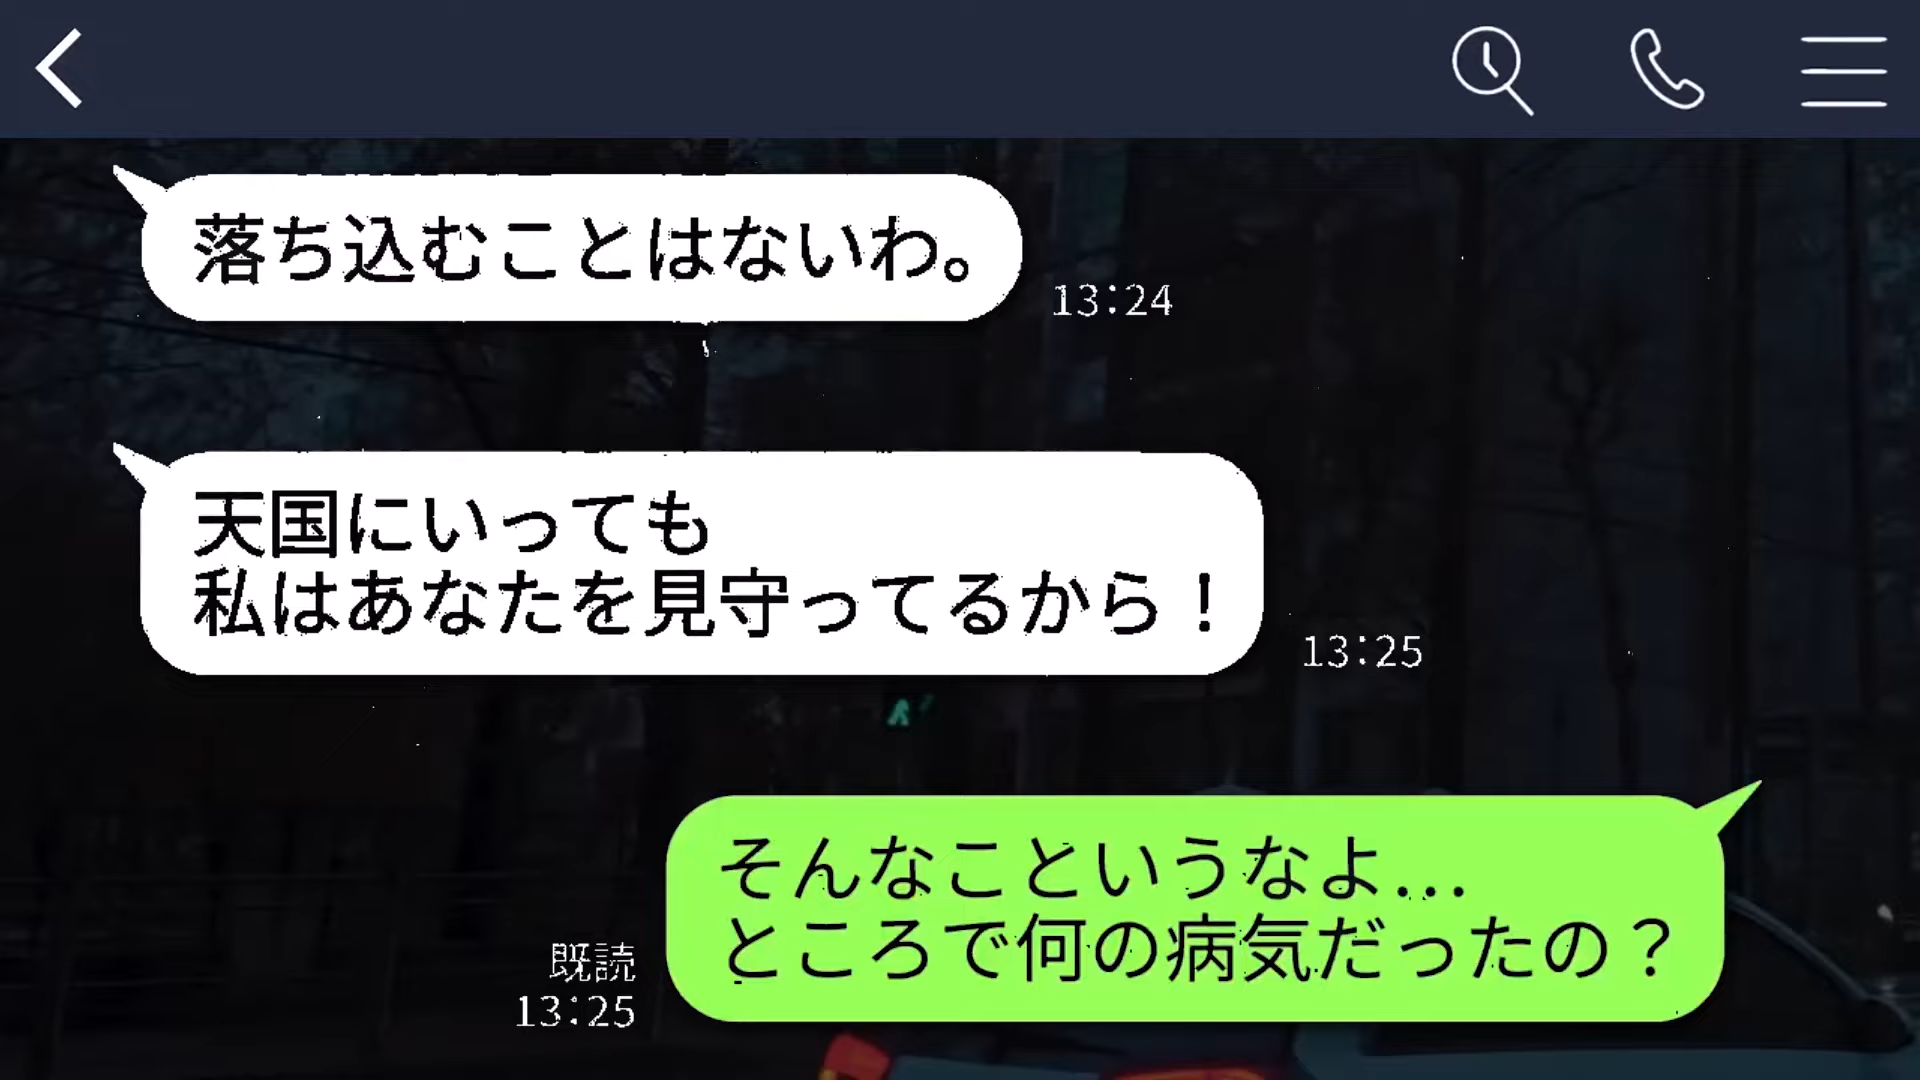 落ち込むことはないわ。
13:24
天国にいっても
私はあなたを見守ってるから！
13:25
そんなこというなよ…
ところで何の病気だったの？
既読
13:25